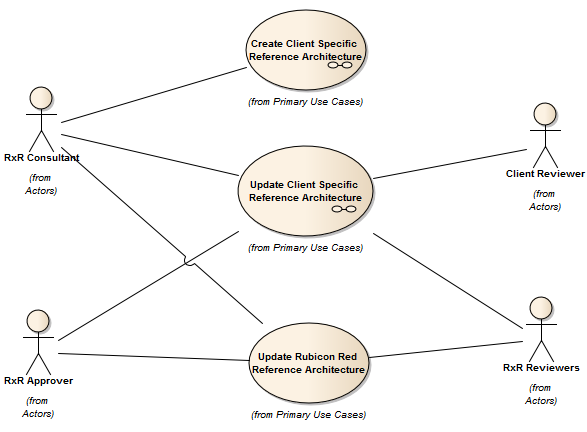 Create Client Specific
Reference Architecture
(from Primary Use Cases)
RxR Consultant
(from
Actors)
Client Reviewer
(from
Actors)
Update Client Specific
Reference Architecture
(from Primary Use Cases)
RxR Approver
(from
Actors)
Update Rubicon Red
Reference Architecture
(from Primary Use Cases)
RxR Reviewers
(from
Actors)